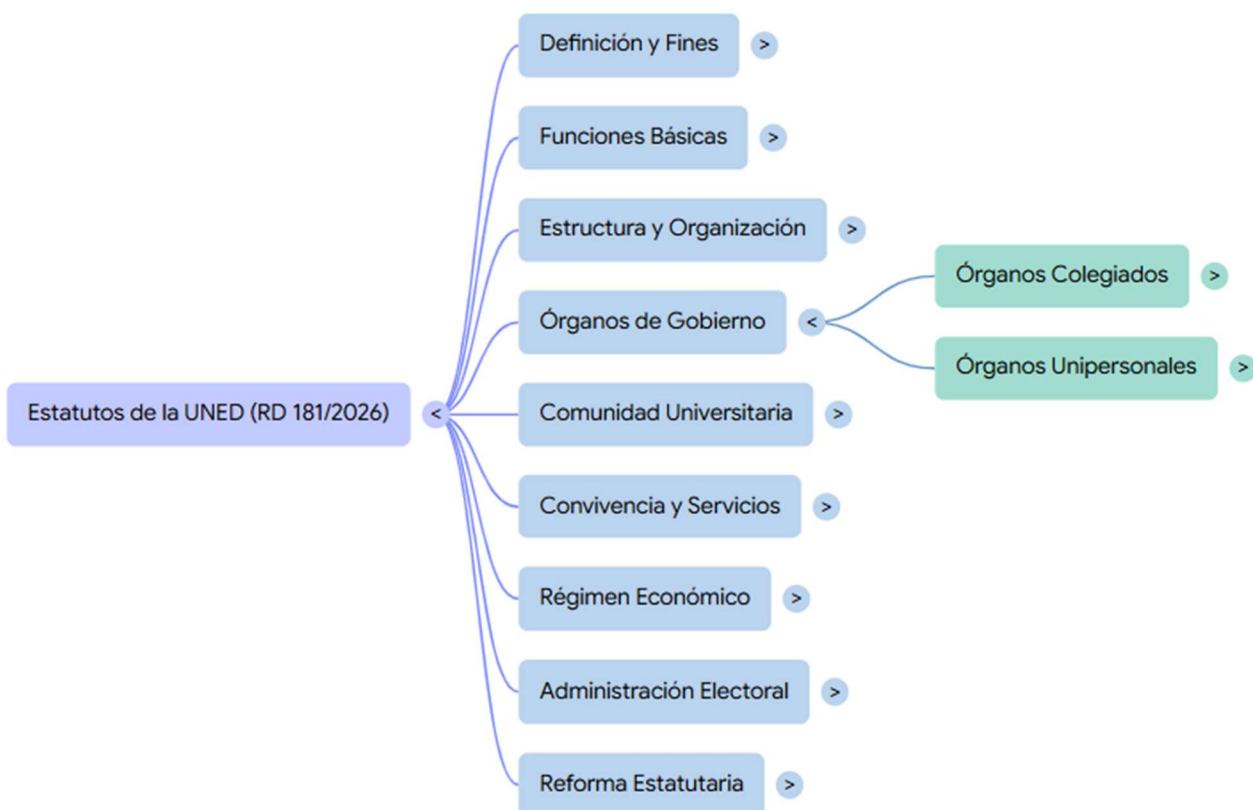 Definición y Fines >
Funciones Básicas >
Estructura y Organización >
Órganos de Gobierno <
Órganos Colegiados >
Órganos Unipersonales >
Estatutos de la UNED (RD 181/2026) <
Comunidad Universitaria >
Convivencia y Servicios >
Régimen Económico >
Administración Electoral >
Reforma Estatutaria >